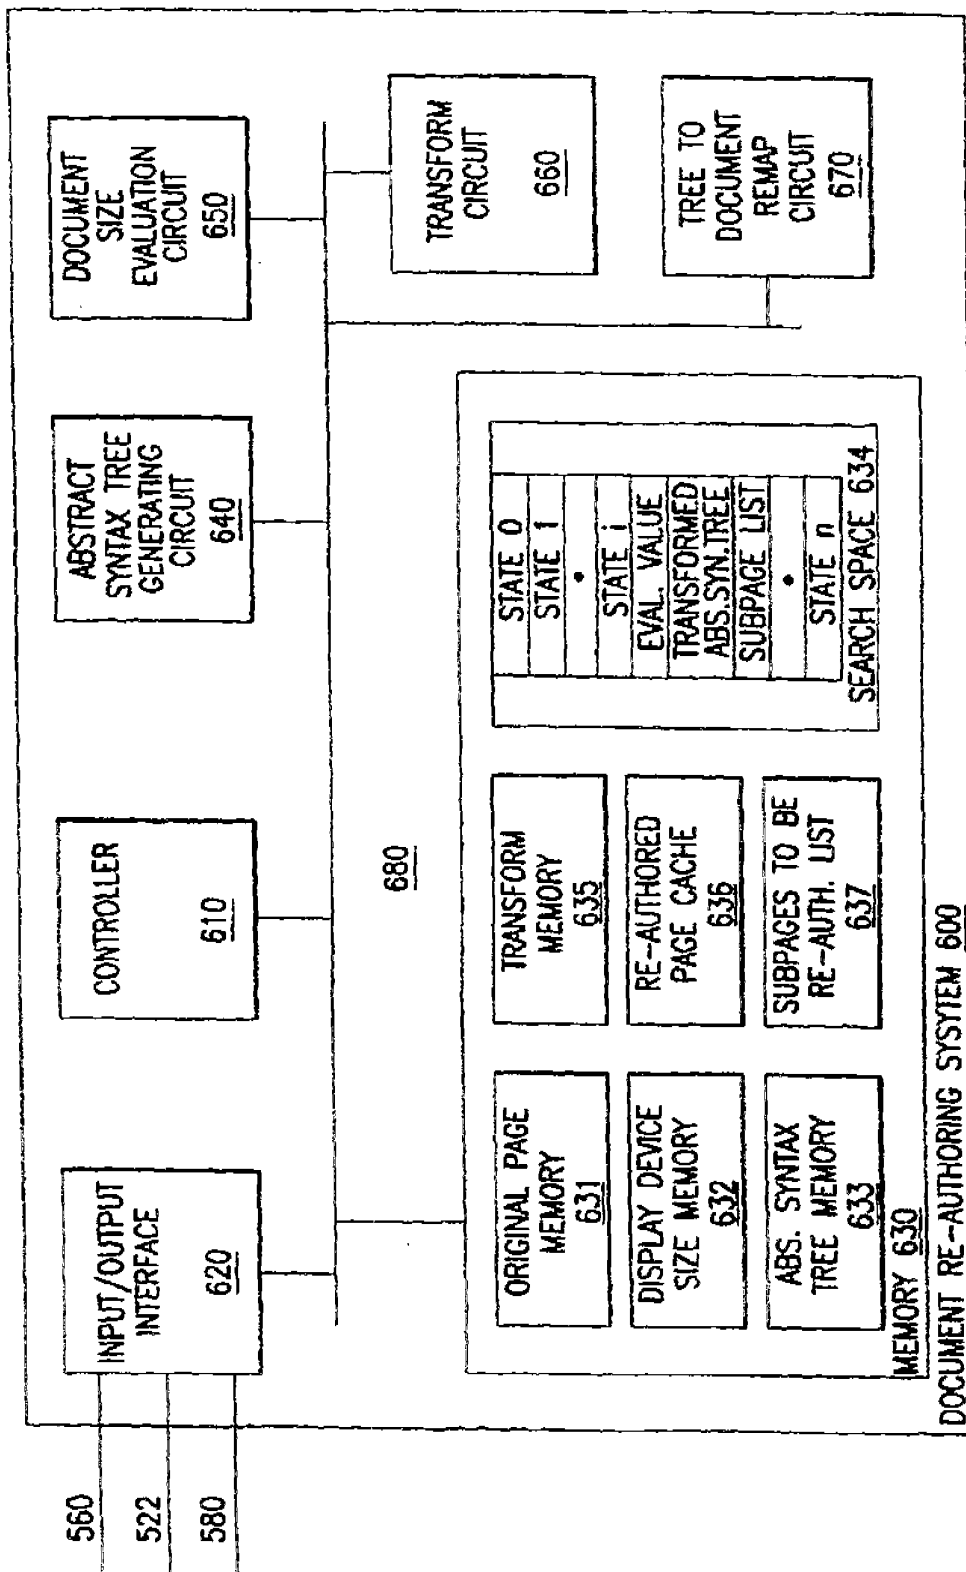 560
522
580
INPUT/OUTPUT
INTERFACE
620
CONTROLLER
610
ABSTRACT
SYNTAX TREE
GENERATING
CIRCUIT
640
DOCUMENT
SIZE
EVALUATION
CIRCUIT
650
680
TRANSFORM
CIRCUIT
660
TREE TO
DOCUMENT
REMAP
CIRCUIT
670
ORIGINAL PAGE
MEMORY
631
DISPLAY DEVICE
SIZE MEMORY
632
ABS. SYNTAX
TREE MEMORY
633
TRANSFORM
MEMORY
635
RE-AUTHORED
PAGE CACHE
636
SUBPAGES TO BE
RE-AUTH. LIST
637
STATE 0
STATE 1
•
STATE i
EVAL. VALUE
TRANSFORMED
ABS.SYN.TREE
SUBPAGE LIST
•
STATE n
SEARCH SPACE 634
MEMORY 630
DOCUMENT RE-AUTHORING SYSYTEM 600